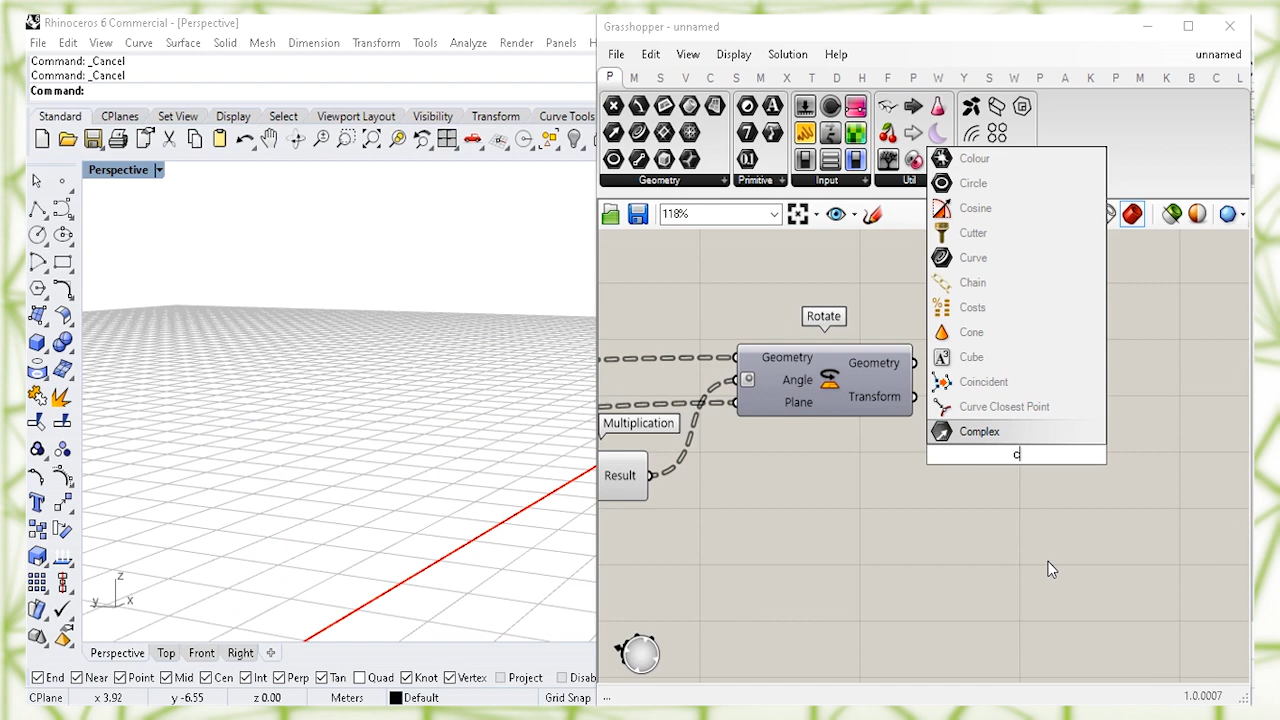 Rhinoceros 6 Commercial - [Perspective]
File Edit View Curve Surface Solid Mesh Dimension Transform Tools Analyze Render Panels H
Command: _Cancel
Command: _Cancel
Command:
Standard CPlanes Set View Display Select Viewport Layout Visibility Transform Curve Tools
Perspective
z
y
x
Perspective Top Front Right
End Near Point Mid Cen Int Perp Tan Quad Knot Vertex Project Disab
CPlane x 3.92 y -6.55 z 0.00 Meters Default Grid Snap
Grasshopper - unnamed
File Edit View Display Solution Help unnamed
P M S V C S M X T D H F P W Y S W P A K P M B C L
Geometry Primitive Input Util
118%
Colour
Circle
Cosine
Cutter
Curve
Chain
Costs
Cone
Cube
Coincident
Curve Closest Point
Complex
c
Rotate
Geometry
Angle
Plane
Geometry
Transform
Multiplication
Result
... 1.0.0007